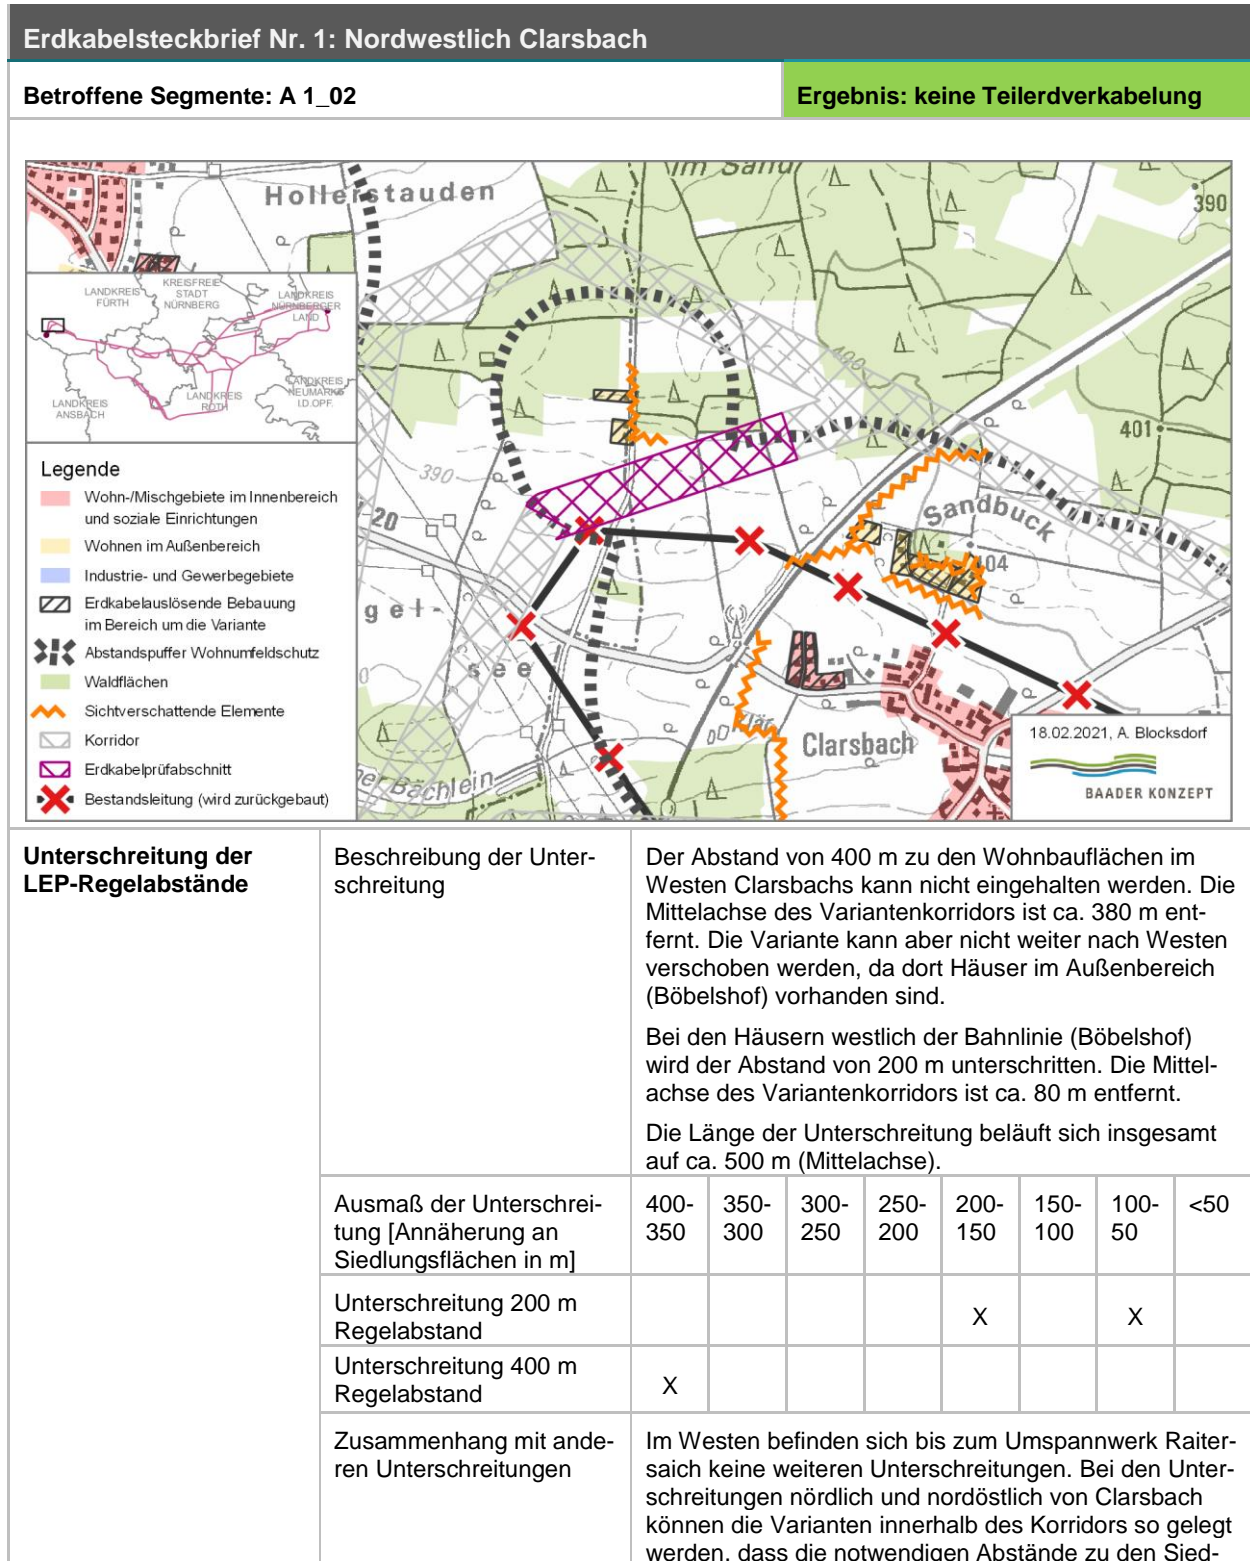 Erdkabelsteckbrief Nr. 1: Nordwestlich Clarsbach
Betroffene Segmente: A 1_02
Ergebnis: keine Teilerdverkabelung
Hollerstauden
im Sand
390
LANDKREIS
FÜRTH
KREISFREIE
STADT
NÜRNBERG
LANDKREIS
NÜRNBERGER
LAND
LANDKREIS
ANSBACH
LANDKREIS
ROTH
LANDKREIS
NEUMARKT
I.D.OPF.
400
401
390
20
Sandbuck
404
gel-
see
Clarsbach
Bächlein
Legende
Wohn-/Mischgebiete im Innenbereich
und soziale Einrichtungen
Wohnen im Außenbereich
Industrie- und Gewerbegebiete
Erdkabelauslösende Bebauung
im Bereich um die Variante
Abstandspuffer Wohnumfeldschutz
Waldflächen
Sichtverschattende Elemente
Korridor
Erdkabelprüfabschnitt
Bestandsleitung (wird zurückgebaut)
18.02.2021, A. Blocksdorf
BAADER KONZEPT
Unterschreitung der
LEP-Regelabstände
Beschreibung der Unter-
schreitung
Der Abstand von 400 m zu den Wohnbauflächen im
Westen Clarsbachs kann nicht eingehalten werden. Die
Mittelachse des Variantenkorridors ist ca. 380 m ent-
fernt. Die Variante kann aber nicht weiter nach Westen
verschoben werden, da dort Häuser im Außenbereich
(Böbelshof) vorhanden sind.
Bei den Häusern westlich der Bahnlinie (Böbelshof)
wird der Abstand von 200 m unterschritten. Die Mittel-
achse des Variantenkorridors ist ca. 80 m entfernt.
Die Länge der Unterschreitung beläuft sich insgesamt
auf ca. 500 m (Mittelachse).
Ausmaß der Unterschrei-
tung [Annäherung an
Siedlungsflächen in m]
400-350 350-300 300-250 250-200 200-150 150-100 100-50 <50
Unterschreitung 200 m
Regelabstand
X X
Unterschreitung 400 m
Regelabstand
X
Zusammenhang mit ande-
ren Unterschreitungen
Im Westen befinden sich bis zum Umspannwerk Raiter-
saich keine weiteren Unterschreitungen. Bei den Unter-
schreitungen nördlich und nordöstlich von Clarsbach
können die Varianten innerhalb des Korridors so gelegt
werden, dass die notwendigen Abstände zu den Sied-